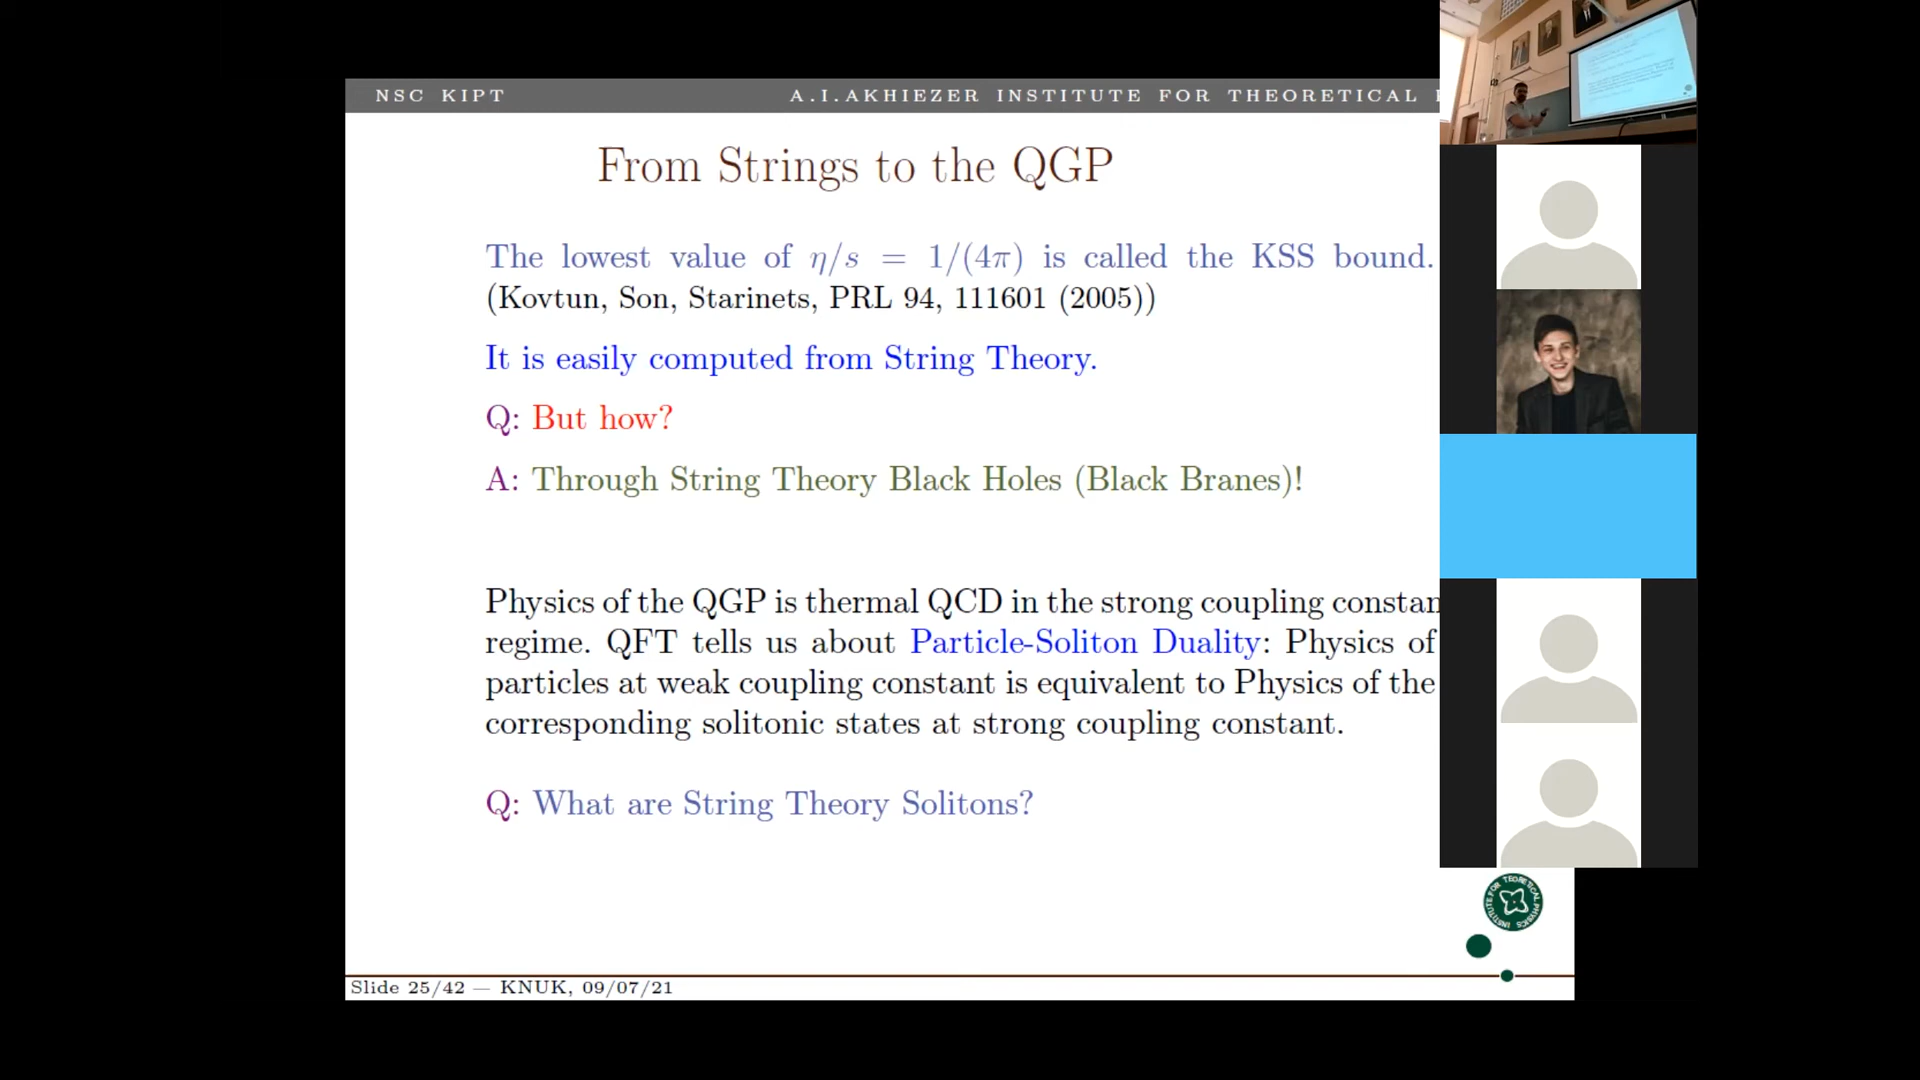 NSC KIPT
A.I.AKHIEZER INSTITUTE FOR THEORETICAL
From Strings to the QGP
The lowest value of η/s = 1/(4π) is called the KSS bound.
(Kovtun, Son, Starinets, PRL 94, 111601 (2005))
It is easily computed from String Theory.
Q: But how?
A: Through String Theory Black Holes (Black Branes)!
Physics of the QGP is thermal QCD in the strong coupling constan
regime. QFT tells us about Particle-Soliton Duality: Physics of
particles at weak coupling constant is equivalent to Physics of the
corresponding solitonic states at strong coupling constant.
Q: What are String Theory Solitons?
INSTITUTE FOR TEORETICAL PHYSICS
Slide 25/42 — KNUK, 09/07/21